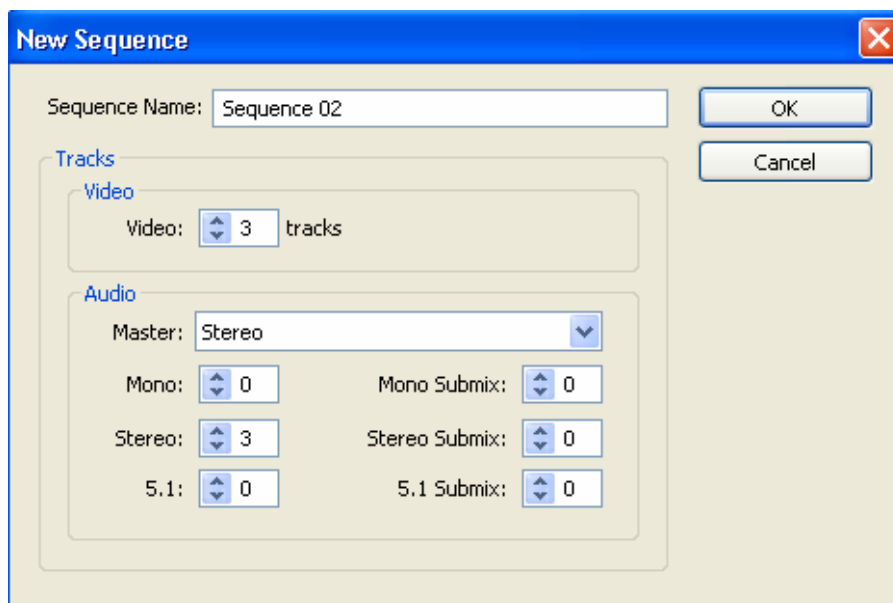 New Sequence
Sequence Name: Sequence 02
OK
Cancel
Tracks
Video
Video: 3 tracks
Audio
Master: Stereo
Mono: 0 Mono Submix: 0
Stereo: 3 Stereo Submix: 0
5.1: 0 5.1 Submix: 0